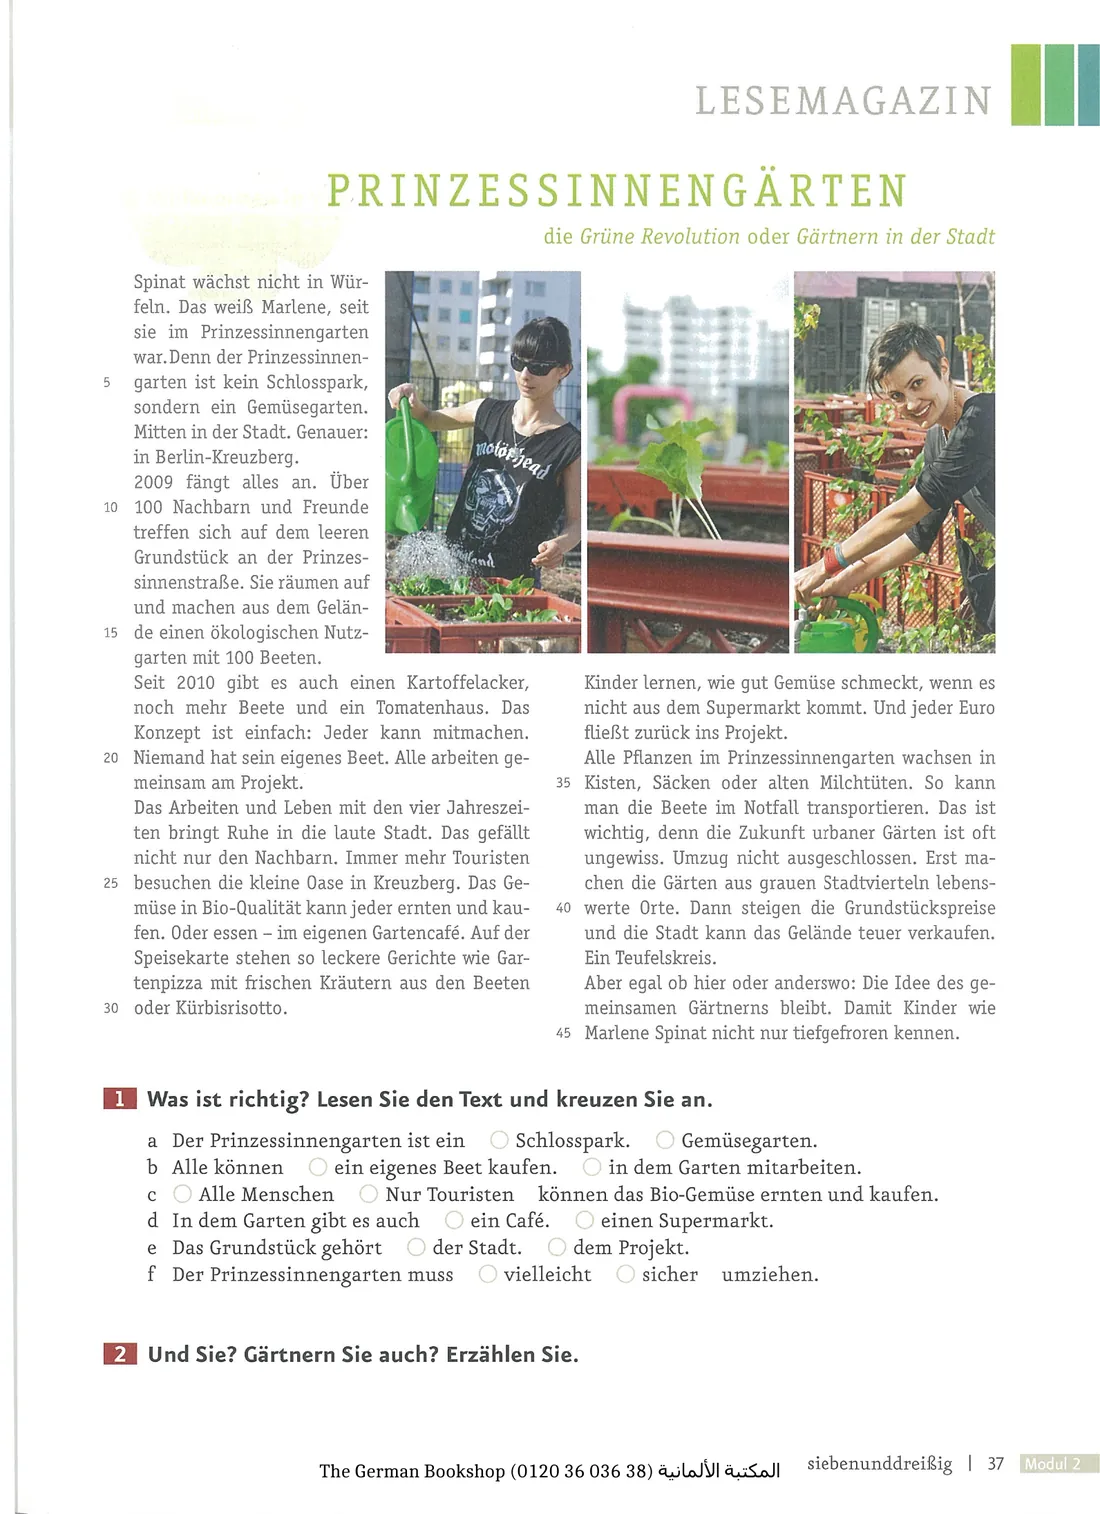 LESEMAGAZIN
PRINZESSINNENGÄRTEN
die Grüne Revolution oder Gärtnern in der Stadt
Spinat wächst nicht in Wür-
feln. Das weiß Marlene, seit
sie im Prinzessinnengarten
war.Denn der Prinzessinnen-
5 garten ist kein Schlosspark,
sondern ein Gemüsegarten.
Mitten in der Stadt. Genauer:
in Berlin-Kreuzberg.
2009 fängt alles an. Über
10 100 Nachbarn und Freunde
treffen sich auf dem leeren
Grundstück an der Prinzes-
sinnenstraße. Sie räumen auf
und machen aus dem Gelän-
15 de einen ökologischen Nutz-
garten mit 100 Beeten.
Seit 2010 gibt es auch einen Kartoffelacker,
noch mehr Beete und ein Tomatenhaus. Das
Konzept ist einfach: Jeder kann mitmachen.
20 Niemand hat sein eigenes Beet. Alle arbeiten ge-
meinsam am Projekt.
Das Arbeiten und Leben mit den vier Jahreszei-
ten bringt Ruhe in die laute Stadt. Das gefällt
nicht nur den Nachbarn. Immer mehr Touristen
25 besuchen die kleine Oase in Kreuzberg. Das Ge-
müse in Bio-Qualität kann jeder ernten und kau-
fen. Oder essen – im eigenen Gartencafé. Auf der
Speisekarte stehen so leckere Gerichte wie Gar-
tenpizza mit frischen Kräutern aus den Beeten
30 oder Kürbisrisotto.
motörhead
Kinder lernen, wie gut Gemüse schmeckt, wenn es
nicht aus dem Supermarkt kommt. Und jeder Euro
fließt zurück ins Projekt.
Alle Pflanzen im Prinzessinnengarten wachsen in
35 Kisten, Säcken oder alten Milchtüten. So kann
man die Beete im Notfall transportieren. Das ist
wichtig, denn die Zukunft urbaner Gärten ist oft
ungewiss. Umzug nicht ausgeschlossen. Erst ma-
chen die Gärten aus grauen Stadtvierteln lebens-
40 werte Orte. Dann steigen die Grundstückspreise
und die Stadt kann das Gelände teuer verkaufen.
Ein Teufelskreis.
Aber egal ob hier oder anderswo: Die Idee des ge-
meinsamen Gärtnerns bleibt. Damit Kinder wie
45 Marlene Spinat nicht nur tiefgefroren kennen.
1 Was ist richtig? Lesen Sie den Text und kreuzen Sie an.
a Der Prinzessinnengarten ist ein ○ Schlosspark. ○ Gemüsegarten.
b Alle können ○ ein eigenes Beet kaufen. ○ in dem Garten mitarbeiten.
c ○ Alle Menschen ○ Nur Touristen können das Bio-Gemüse ernten und kaufen.
d In dem Garten gibt es auch ○ ein Café. ○ einen Supermarkt.
e Das Grundstück gehört ○ der Stadt. ○ dem Projekt.
f Der Prinzessinnengarten muss ○ vielleicht ○ sicher umziehen.
2 Und Sie? Gärtnern Sie auch? Erzählen Sie.
The German Bookshop (0120 36 036 38) المكتبة الألمانية
siebenunddreißig | 37 Modul 2